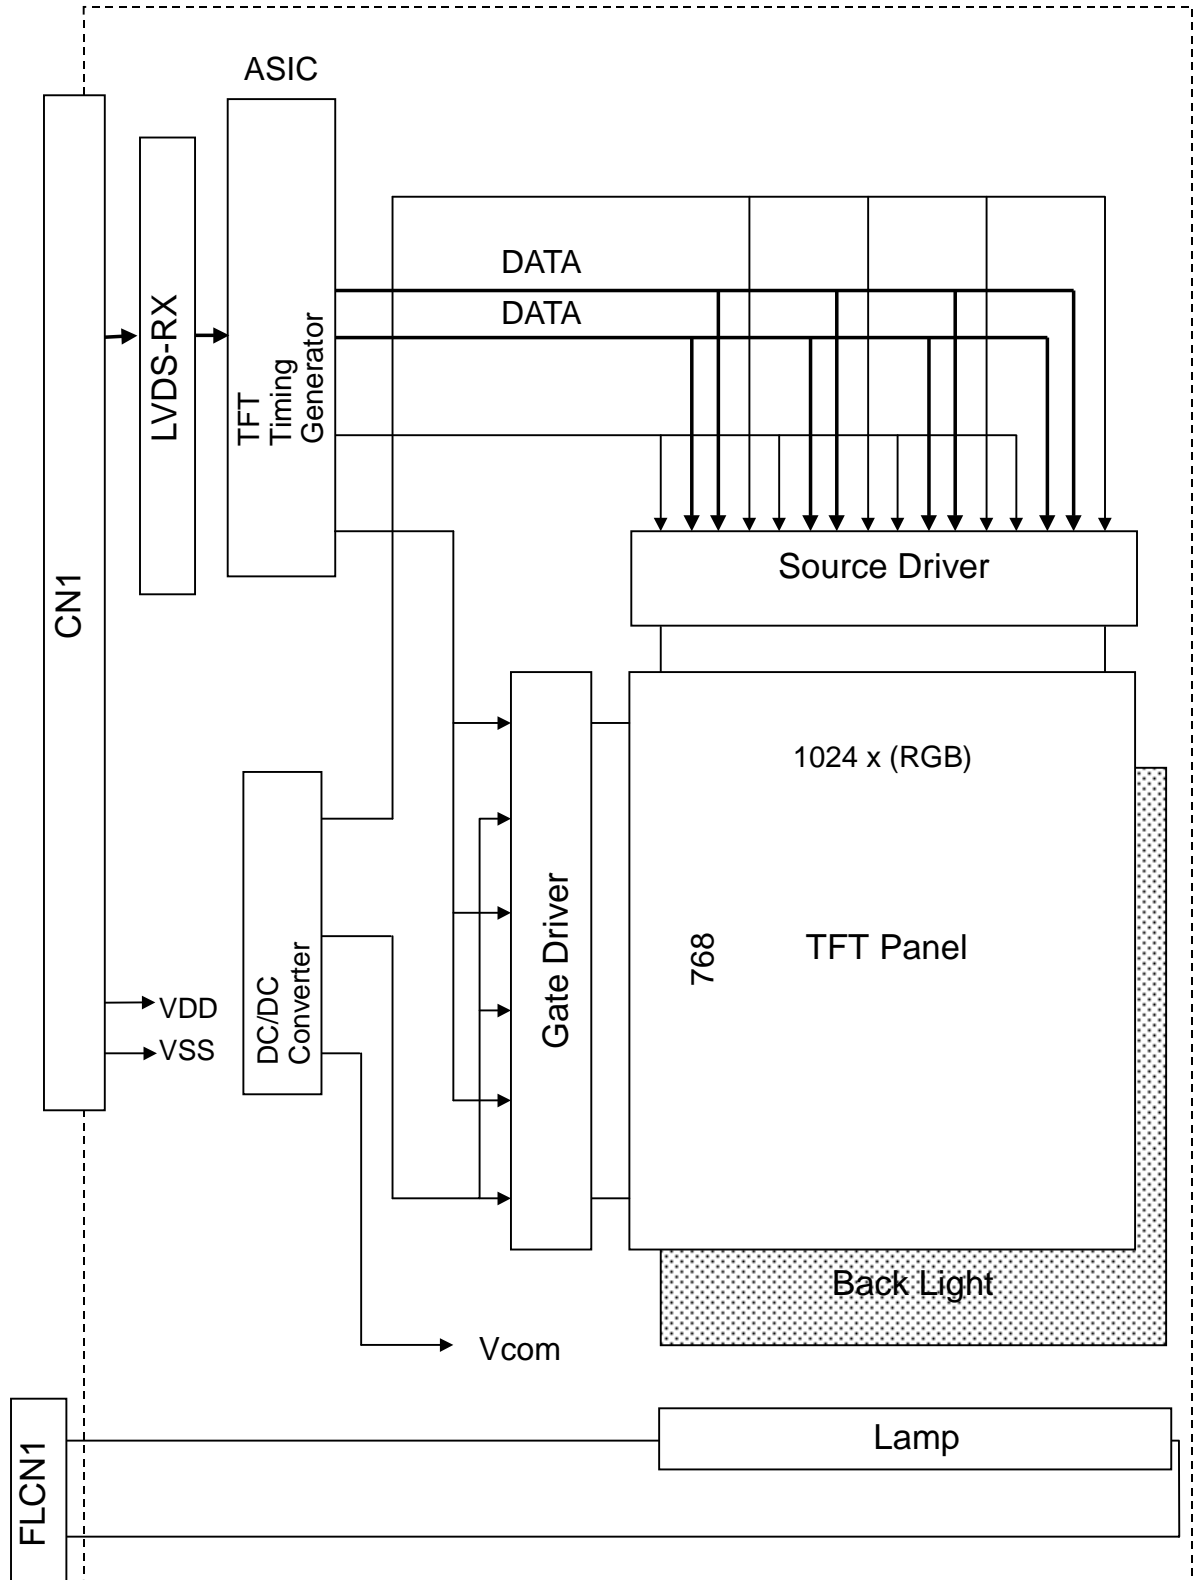 ASIC
CN1
LVDS-RX
TFT
Timing
Generator
DATA
DATA
Source Driver
1024 x (RGB)
768
TFT Panel
Gate Driver
DC/DC
Converter
VDD
VSS
Back Light
Vcom
FLCN1
Lamp